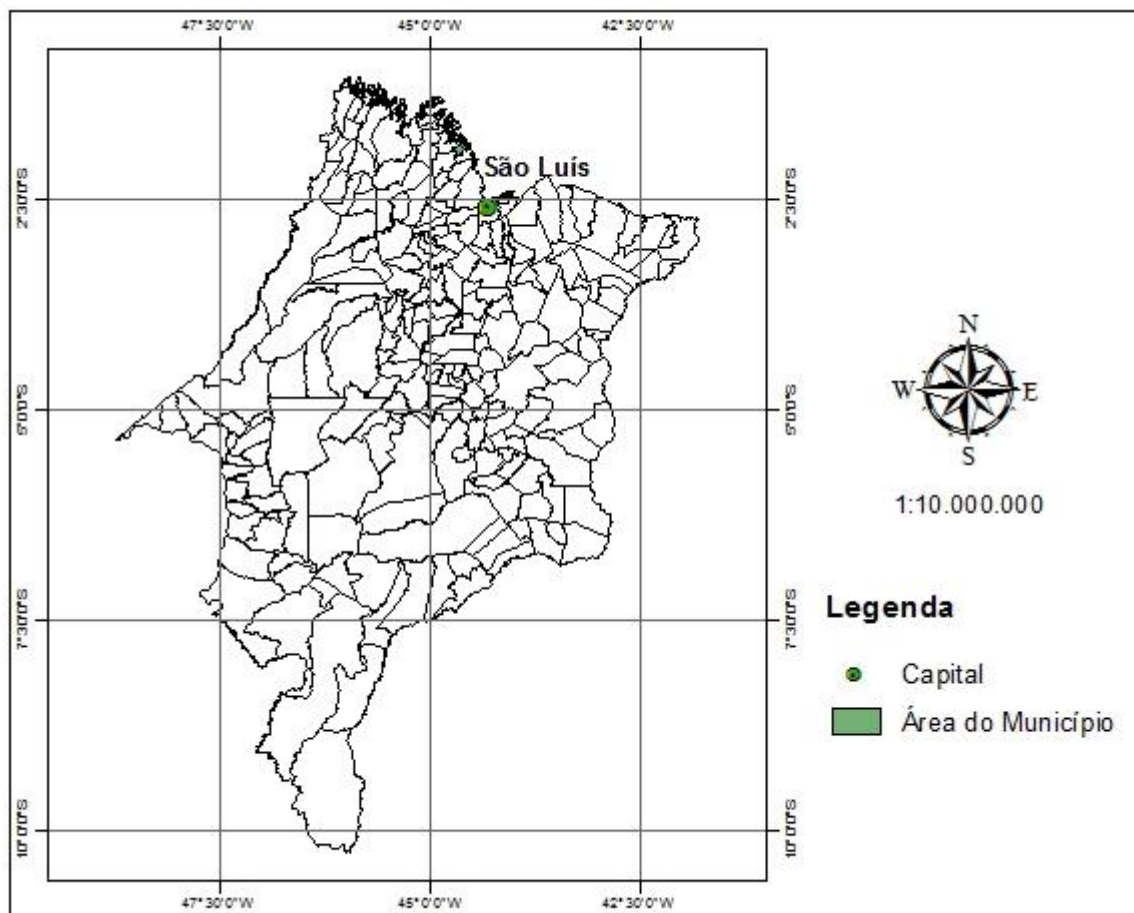 47°30'0"W 45°0'0"W 42°30'0"W
São Luís
2°30'0"S 2°30'0"S
N
W E
S
5°0'0"S 5°0'0"S
1:10.000.000
Legenda
7°30'0"S 7°30'0"S
Capital
Área do Município
10°0'0"S 10°0'0"S
47°30'0"W 45°0'0"W 42°30'0"W